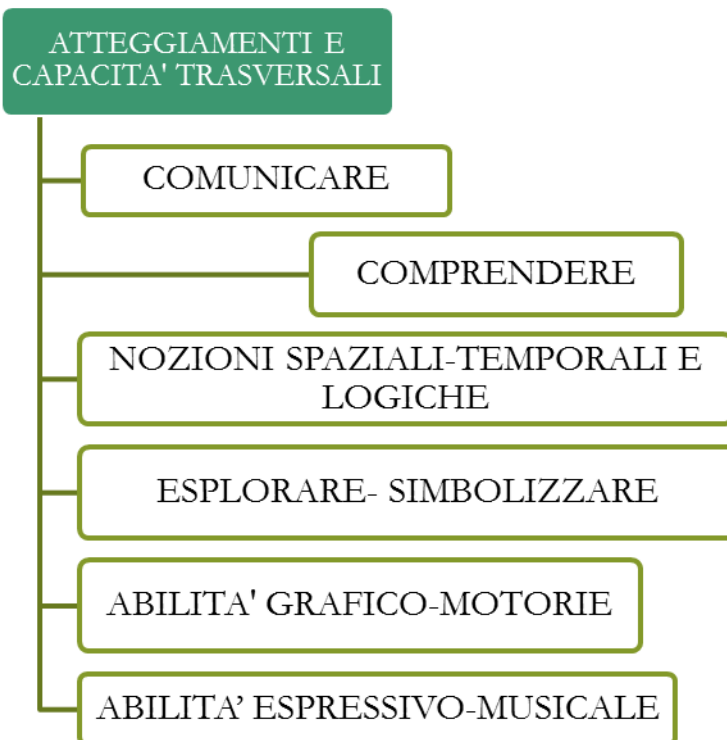 ATTEGGIAMENTI E
CAPACITA' TRASVERSALI
COMUNICARE
COMPRENDERE
NOZIONI SPAZIALI-TEMPORALI E
LOGICHE
ESPLORARE- SIMBOLIZZARE
ABILITA' GRAFICO-MOTORIE
ABILITA’ ESPRESSIVO-MUSICALE